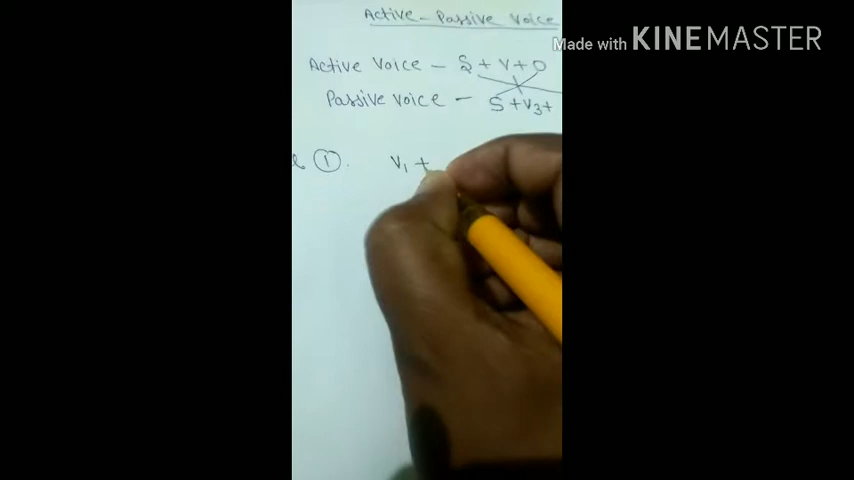 Active - Passive Voice
Made with KINEMASTER
Active Voice - S + V + O
Passive Voice - S + V3 +
①. V1 +